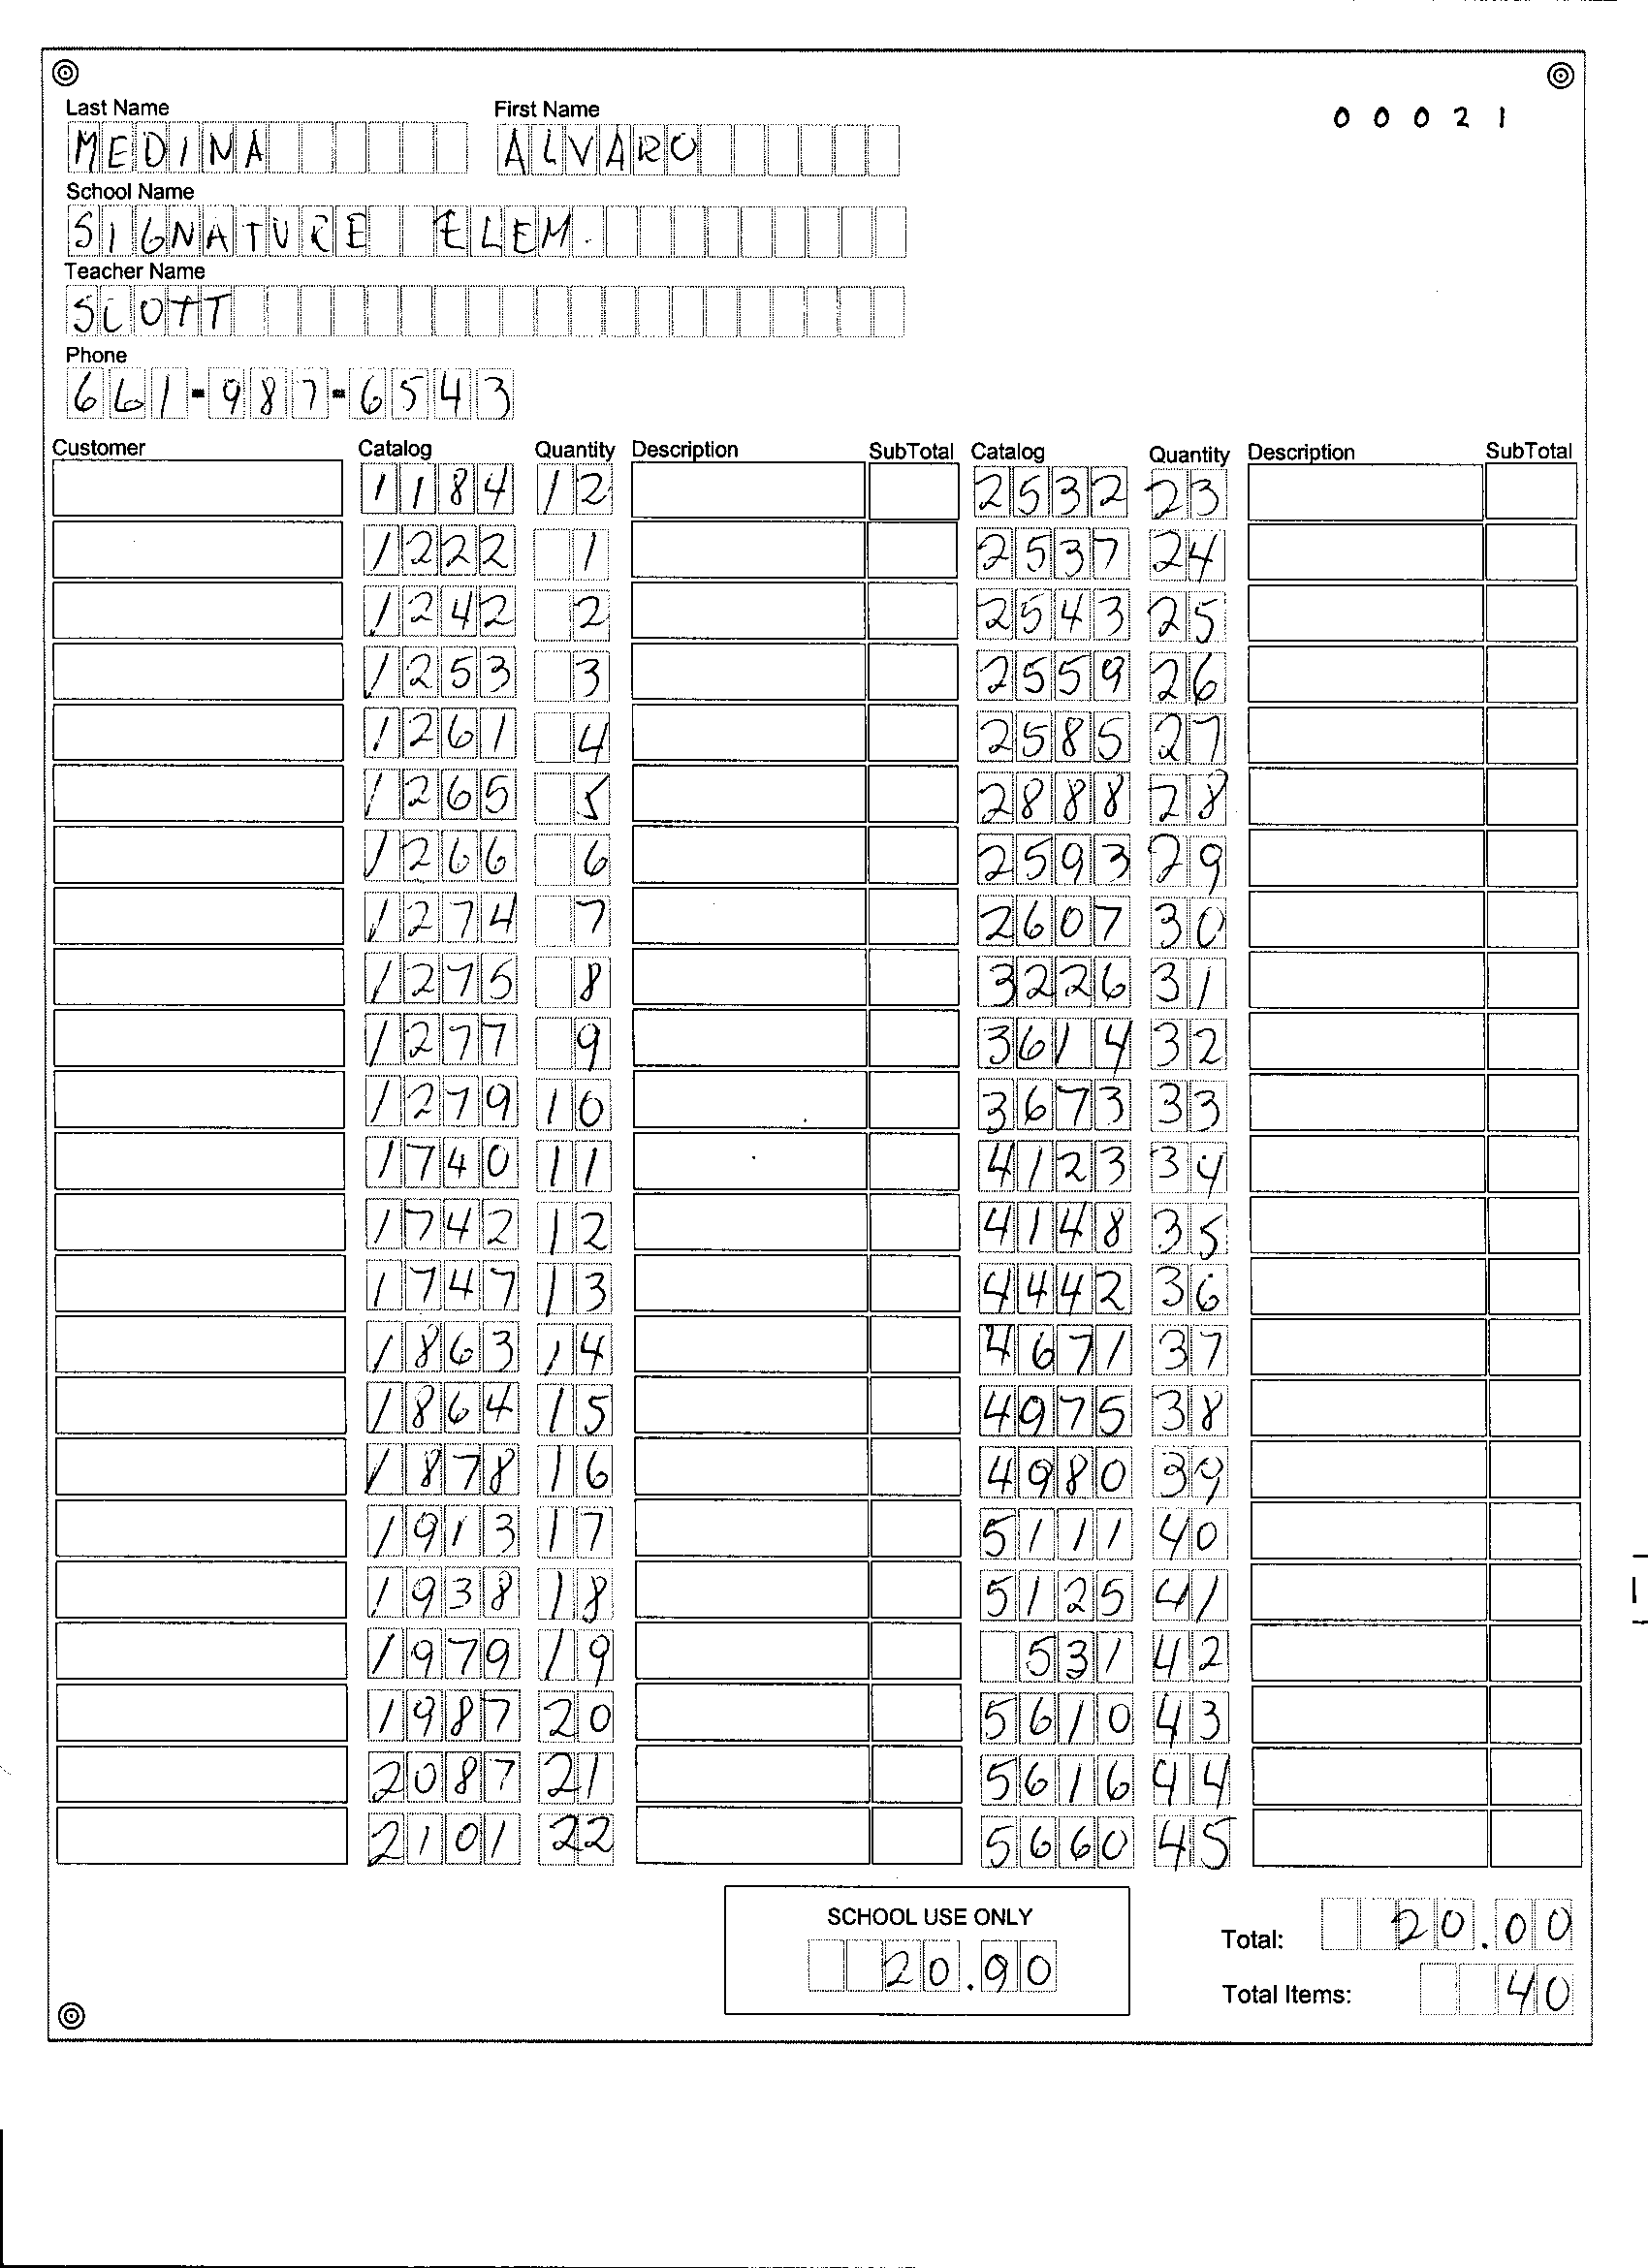 Last Name First Name 0 0 0 2 1
MEDINA ALVARO
School Name
SIGNATURE ELEM.
Teacher Name
SCOTT
Phone
661-987-6543
Customer Catalog Quantity Description SubTotal Catalog Quantity Description SubTotal
1184 12 2532 23
1222 1 2537 24
1242 2 2543 25
1253 3 2559 26
1261 4 2585 27
1265 5 2888 28
1266 6 2593 29
1274 7 2607 30
1275 8 3226 31
1277 9 3614 32
1279 10 3673 33
1740 11 4123 34
1742 12 4148 35
1747 13 4442 36
1863 14 4671 37
1864 15 4975 38
1878 16 4980 39
1913 17 5111 40
1938 18 5125 41
1979 19 531 42
1987 20 5610 43
2087 21 5616 44
2101 22 5660 45
SCHOOL USE ONLY
20.90
Total: 20.00
Total Items: 40